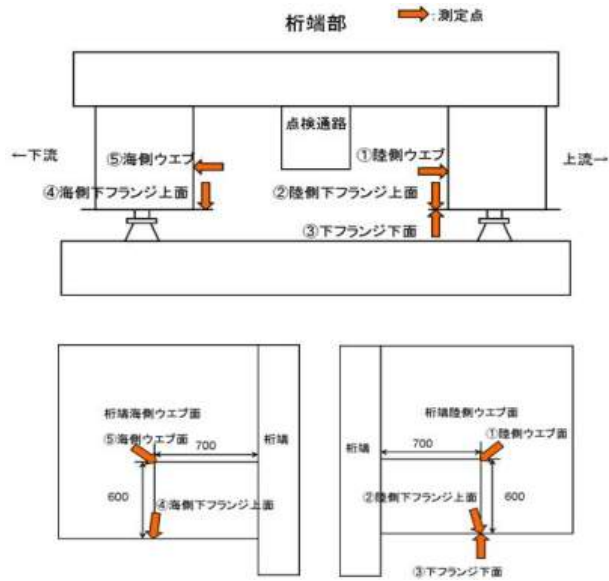 桁端部
:測定点
点検通路
←下流
⑤海側ウエブ
①陸側ウエブ
上流→
④海側下フランジ上面
②陸側下フランジ上面
③下フランジ下面
桁端海側ウエブ面
⑤海側ウエブ面
700
桁端
600
④海側下フランジ上面
桁端陸側ウエブ面
①陸側ウエブ面
桁端
700
②陸側下フランジ上面
600
③下フランジ下面